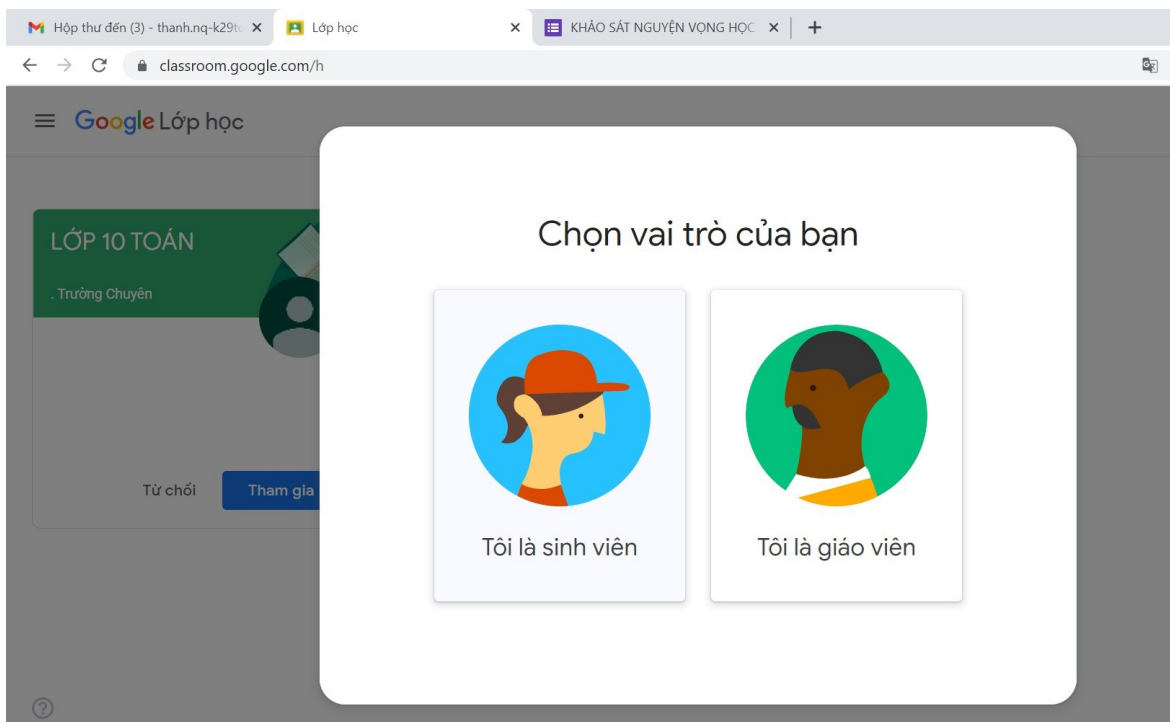 Hộp thư đến (3) - thanh.nq-k29to
Lớp học
KHẢO SÁT NGUYỆN VỌNG HỌC
classroom.google.com/h
Google Lớp học
LỚP 10 TOÁN
. Trường Chuyên
Từ chối
Tham gia
Chọn vai trò của bạn
Tôi là sinh viên
Tôi là giáo viên